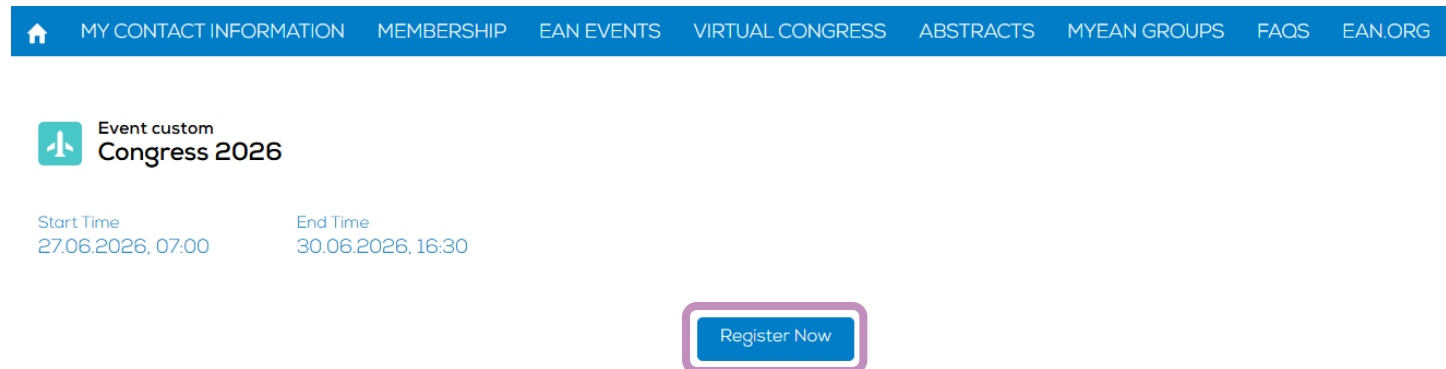 MY CONTACT INFORMATION MEMBERSHIP EAN EVENTS VIRTUAL CONGRESS ABSTRACTS MYEAN GROUPS FAQS EAN.ORG
Event custom
Congress 2026
Start Time End Time
27.06.2026, 07:00 30.06.2026, 16:30
Register Now